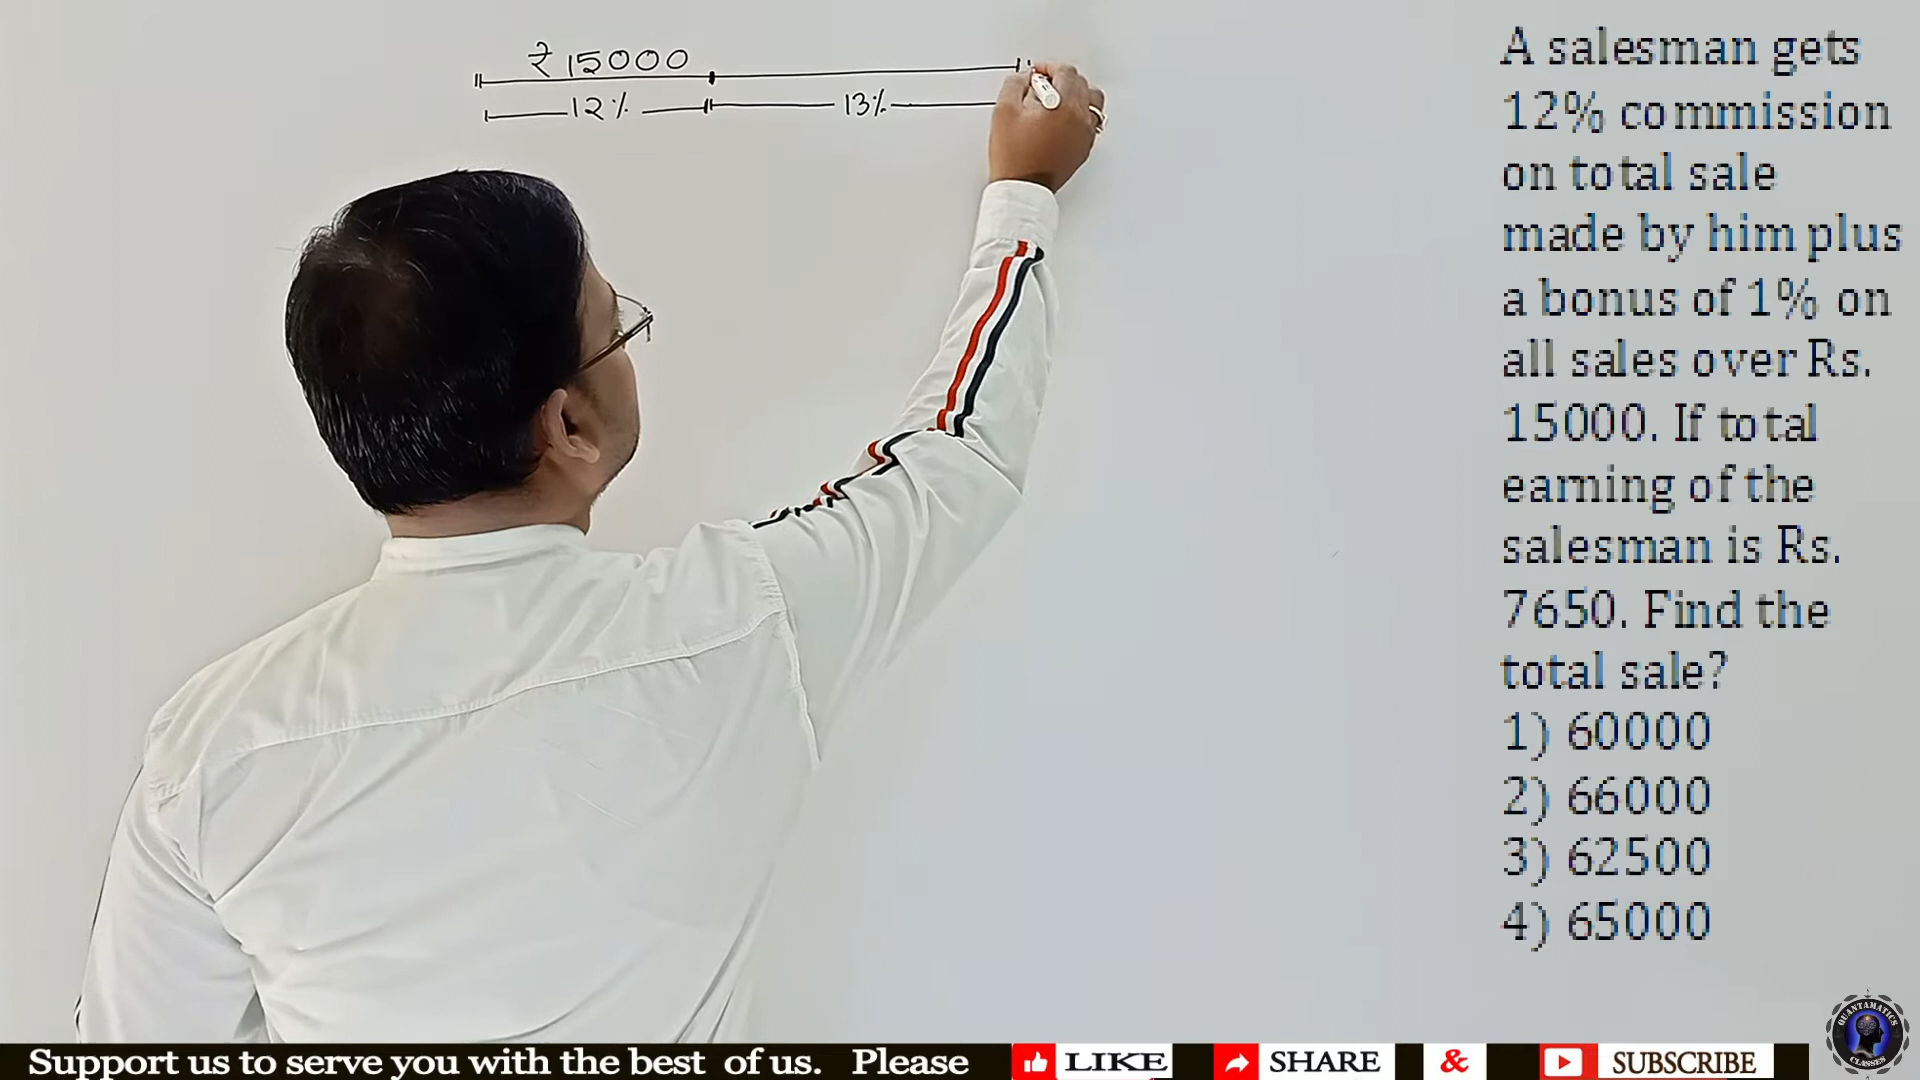 ₹ 15000
12% 13%
A salesman gets
12% commission
on total sale
made by him plus
a bonus of 1% on
all sales over Rs.
15000. If total
earning of the
salesman is Rs.
7650. Find the
total sale?
1) 60000
2) 66000
3) 62500
4) 65000
QUANTAMATICS
CLASSES
Support us to serve you with the best of us. Please LIKE SHARE & SUBSCRIBE